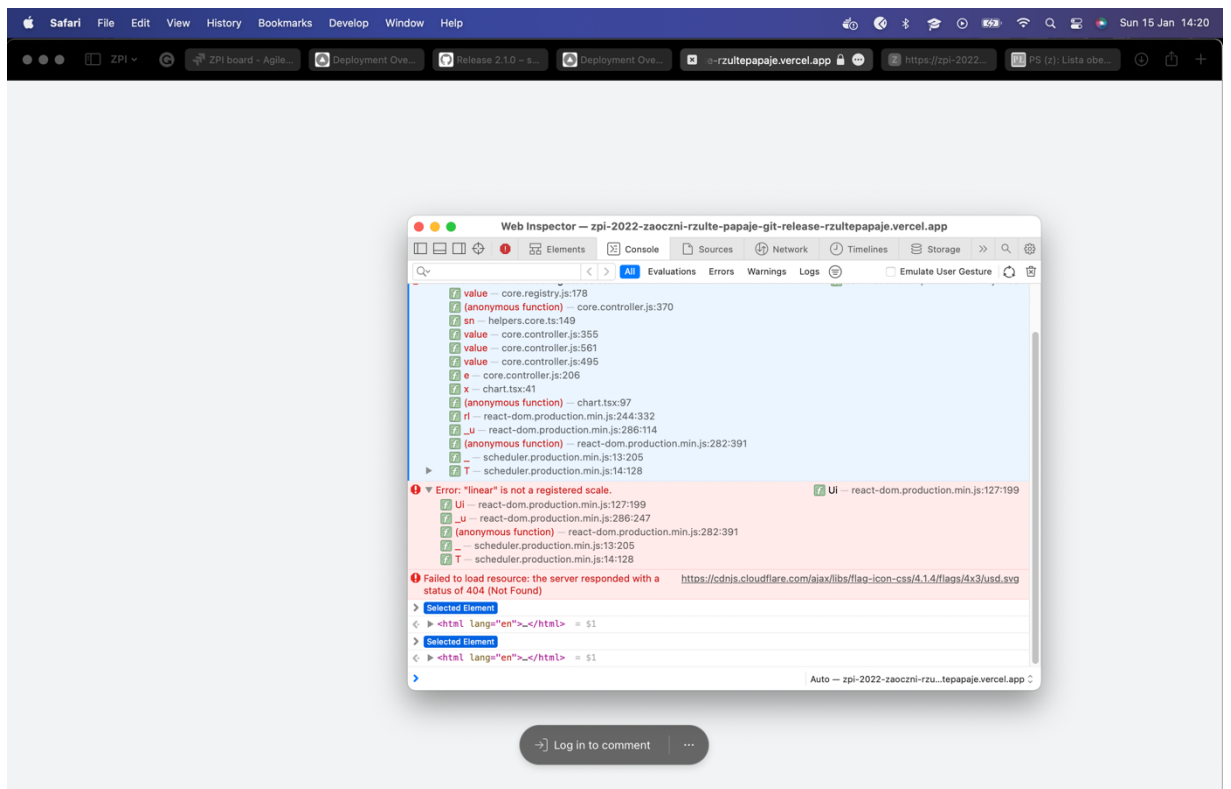 Safari File Edit View History Bookmarks Develop Window Help Sun 15 Jan 14:20
ZPI ZPI board - Agile... Deployment Ove... Release 2.1.0 – s... Deployment Ove... e-rzultepapaje.vercel.app https://zpi-2022... PS (z): Lista obe...
Web Inspector — zpi-2022-zaoczni-rzulte-papaje-git-release-rzultepapaje.vercel.app
Elements Console Sources Network Timelines Storage
All Evaluations Errors Warnings Logs Emulate User Gesture
value — core.registry.js:178
(anonymous function) — core.controller.js:370
sn — helpers.core.ts:149
value — core.controller.js:355
value — core.controller.js:561
value — core.controller.js:495
e — core.controller.js:206
x — chart.tsx:41
(anonymous function) — chart.tsx:97
rl — react-dom.production.min.js:244:332
_u — react-dom.production.min.js:286:114
(anonymous function) — react-dom.production.min.js:282:391
_ — scheduler.production.min.js:13:205
T — scheduler.production.min.js:14:128
Error: "linear" is not a registered scale. Ui — react-dom.production.min.js:127:199
Ui — react-dom.production.min.js:127:199
_u — react-dom.production.min.js:286:247
(anonymous function) — react-dom.production.min.js:282:391
_ — scheduler.production.min.js:13:205
T — scheduler.production.min.js:14:128
Failed to load resource: the server responded with a https://cdnjs.cloudflare.com/ajax/libs/flag-icon-css/4.1.4/flags/4x3/usd.svg
status of 404 (Not Found)
Selected Element
<html lang="en">…</html> = $1
Selected Element
<html lang="en">…</html> = $1
Auto — zpi-2022-zaoczni-rzu...tepapaje.vercel.app
Log in to comment